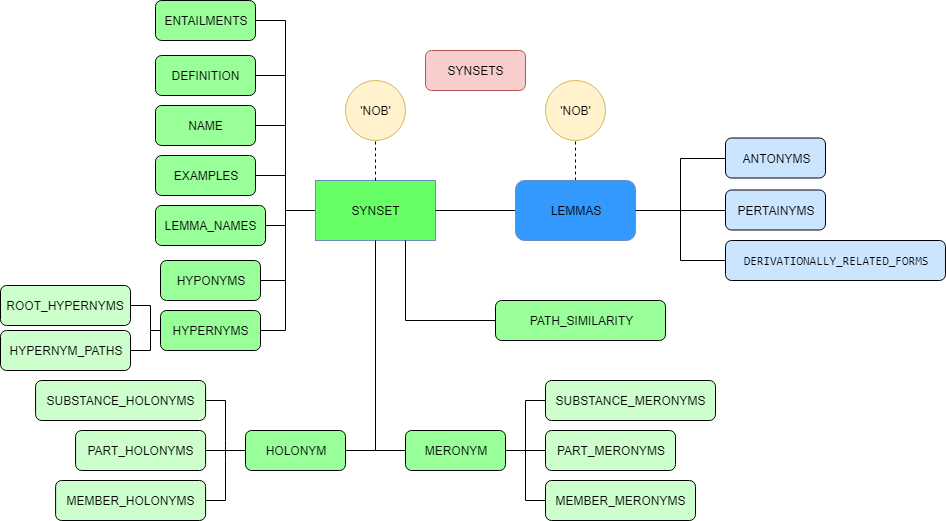 ENTAILMENTS
SYNSETS
DEFINITION
'NOB'
'NOB'
NAME
ANTONYMS
EXAMPLES
SYNSET
LEMMAS
PERTAINYMS
LEMMA_NAMES
DERIVATIONALLY_RELATED_FORMS
HYPONYMS
ROOT_HYPERNYMS
HYPERNYMS
PATH_SIMILARITY
HYPERNYM_PATHS
SUBSTANCE_HOLONYMS
SUBSTANCE_MERONYMS
PART_HOLONYMS
HOLONYM
MERONYM
PART_MERONYMS
MEMBER_HOLONYMS
MEMBER_MERONYMS